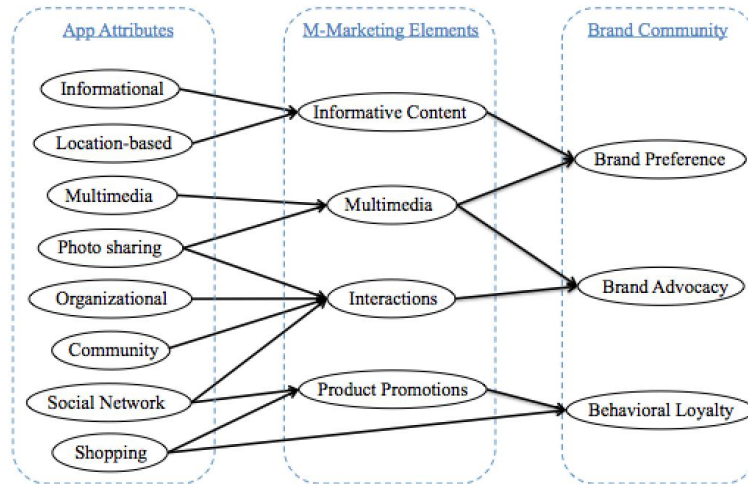 App Attributes
M-Marketing Elements
Brand Community
Informational
Location-based
Multimedia
Photo sharing
Organizational
Community
Social Network
Shopping
Informative Content
Multimedia
Interactions
Product Promotions
Brand Preference
Brand Advocacy
Behavioral Loyalty